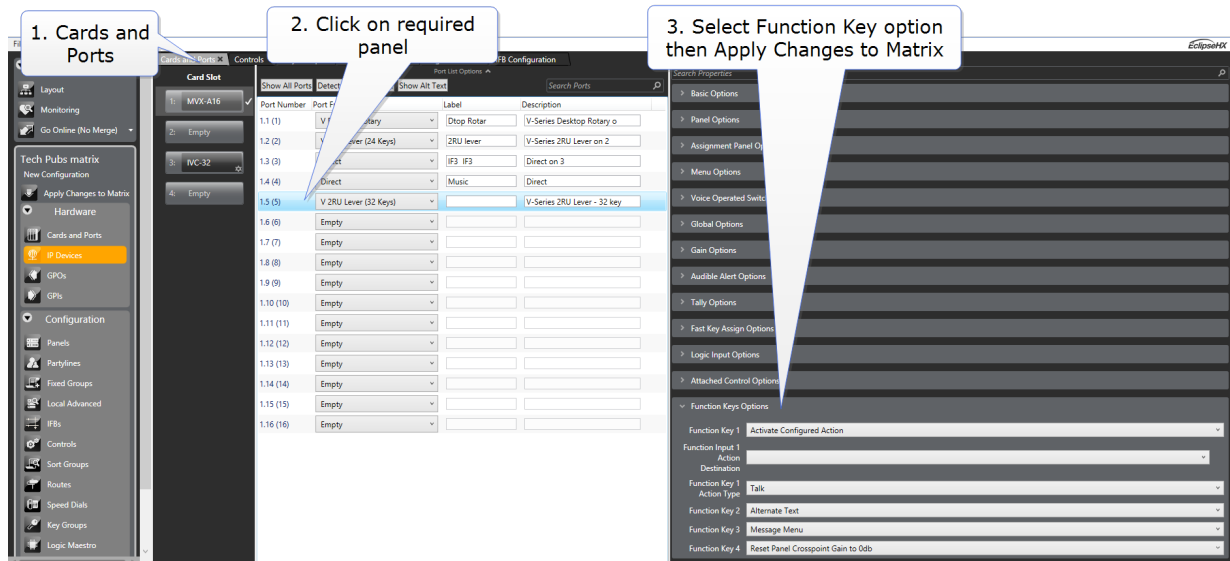 1. Cards and
Ports
2. Click on required
panel
3. Select Function Key option
then Apply Changes to Matrix
EclipseHX
Layout
Monitoring
Go Online (No Merge)
Tech Pubs matrix
New Configuration
Apply Changes to Matrix
Hardware
Cards and Ports
IP Devices
GPOs
GPIs
Configuration
Panels
Partylines
Fixed Groups
Local Advanced
IFBs
Controls
Sort Groups
Routes
Speed Dials
Key Groups
Logic Maestro
Cards and Ports
Card Slot
1: MVX-A16
2: Empty
3: IVC-32
4: Empty
IFB Configuration
Port List Options
Show All Ports
Show Alt Text
Search Ports
Port Number
Label
Description
1.1 (1) Dtop Rotar V-Series Desktop Rotary o
1.2 (2) (24 Keys) 2RU lever V-Series 2RU Lever on 2
1.3 (3) IF3 IF3 Direct on 3
1.4 (4) Direct Music Direct
1.5 (5) V 2RU Lever (32 Keys) V-Series 2RU Lever - 32 key
1.6 (6) Empty
1.7 (7) Empty
1.8 (8) Empty
1.9 (9) Empty
1.10 (10) Empty
1.11 (11) Empty
1.12 (12) Empty
1.13 (13) Empty
1.14 (14) Empty
1.15 (15) Empty
1.16 (16) Empty
Search Properties
Basic Options
Panel Options
Assignment Panel
Menu Options
Voice Operated
Global Options
Gain Options
Audible Alert Options
Tally Options
Fast Key Assign Options
Logic Input Options
Attached Control Options
Function Keys Options
Function Key 1 Activate Configured Action
Function Input 1
Action
Destination
Function Key 1
Action Type
Talk
Function Key 2 Alternate Text
Function Key 3 Message Menu
Function Key 4 Reset Panel Crosspoint Gain to 0db